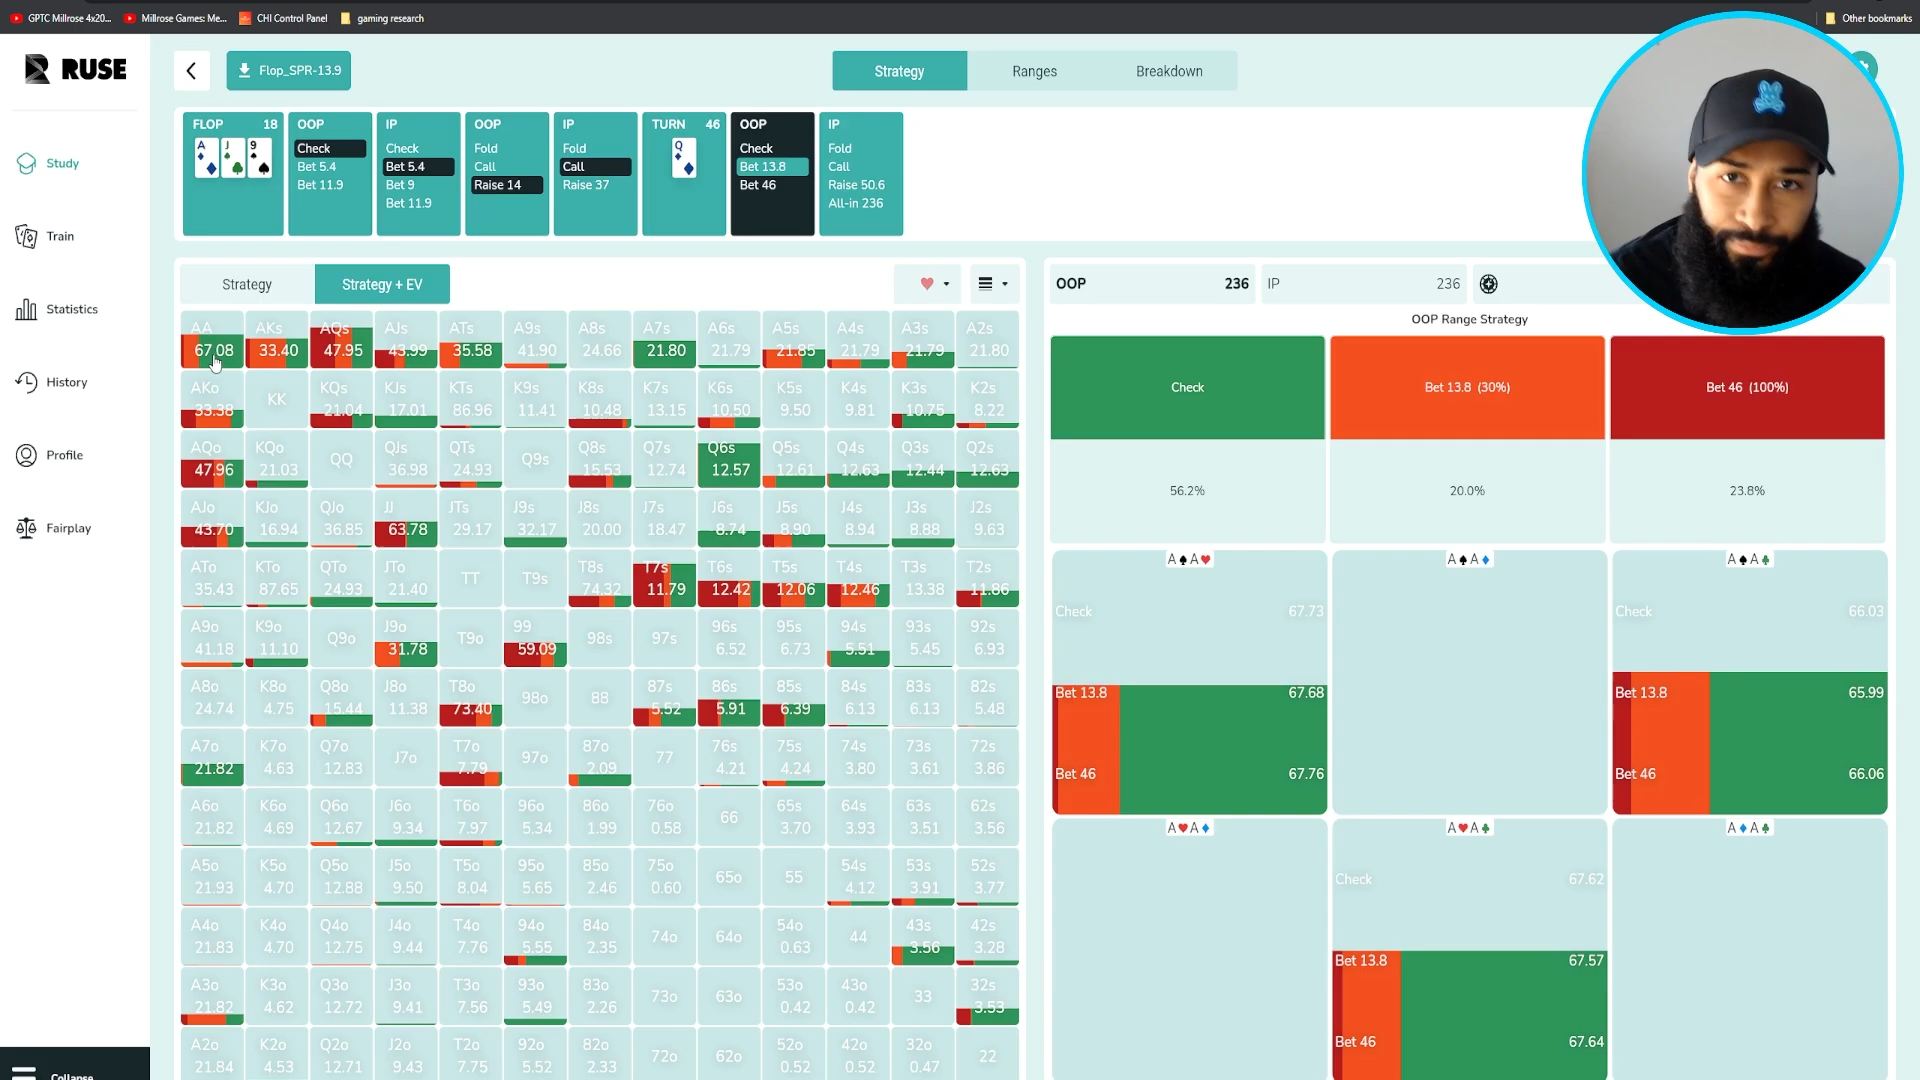 GPTC Millrose 4x20...
Millrose Games: Me...
CHI Control Panel
gaming research
Other bookmarks
RUSE
Flop_SPR-13.9
Strategy
Ranges
Breakdown
Study
Train
Statistics
History
Profile
Fairplay
Collapse
FLOP 18
A J 9
OOP
Check
Bet 5.4
Bet 11.9
IP
Check
Bet 5.4
Bet 9
Bet 11.9
OOP
Fold
Call
Raise 14
IP
Fold
Call
Raise 37
TURN 46
Q
OOP
Check
Bet 13.8
Bet 46
IP
Fold
Call
Raise 50.6
All-in 236
Strategy
Strategy + EV
AA AKs AQs AJs ATs A9s A8s A7s A6s A5s A4s A3s A2s
67.08 33.40 47.95 43.99 35.58 41.90 24.66 21.80 21.79 21.85 21.79 21.79 21.80
AKo KK KQs KJs KTs K9s K8s K7s K6s K5s K4s K3s K2s
33.38 21.04 17.01 86.96 11.41 10.48 13.15 10.50 9.50 9.81 10.75 8.22
AQo KQo QQ QJs QTs Q9s Q8s Q7s Q6s Q5s Q4s Q3s Q2s
47.96 21.03 36.98 24.93 15.53 12.74 12.57 12.61 12.63 12.44 12.63
AJo KJo QJo JJ JTs J9s J8s J7s J6s J5s J4s J3s J2s
43.70 16.94 36.85 63.78 29.17 32.17 20.00 18.47 8.74 8.90 8.94 8.88 9.63
ATo KTo QTo JTo TT T9s T8s T7s T6s T5s T4s T3s T2s
35.43 87.65 24.93 21.40 74.32 11.79 12.42 12.06 12.46 13.38 11.86
A9o K9o Q9o J9o T9o 99 98s 97s 96s 95s 94s 93s 92s
41.18 11.10 31.78 59.09 6.52 6.73 5.51 5.45 6.93
A8o K8o Q8o J8o T8o 98o 88 87s 86s 85s 84s 83s 82s
24.74 4.75 15.44 11.38 73.40 5.52 5.91 6.39 6.13 6.13 5.48
A7o K7o Q7o J7o T7o 97o 87o 77 76s 75s 74s 73s 72s
21.82 4.63 12.83 7.79 2.09 4.21 4.24 3.80 3.61 3.86
A6o K6o Q6o J6o T6o 96o 86o 76o 66 65s 64s 63s 62s
21.82 4.69 12.67 9.34 7.97 5.34 1.99 0.58 3.70 3.93 3.51 3.56
A5o K5o Q5o J5o T5o 95o 85o 75o 65o 55 54s 53s 52s
21.93 4.70 12.88 9.50 8.04 5.65 2.46 0.60 4.12 3.91 3.77
A4o K4o Q4o J4o T4o 94o 84o 74o 64o 54o 44 43s 42s
21.83 4.70 12.75 9.44 7.76 5.55 2.35 0.63 3.56 3.28
A3o K3o Q3o J3o T3o 93o 83o 73o 63o 53o 43o 33 32s
21.82 4.62 12.72 9.41 7.56 5.49 2.26 0.42 0.42 3.53
A2o K2o Q2o J2o T2o 92o 82o 72o 62o 52o 42o 32o 22
21.84 4.53 12.71 9.43 7.75 5.52 2.33 0.52 0.52 0.47
OOP 236
IP 236
OOP Range Strategy
Check
Bet 13.8 (30%)
Bet 46 (100%)
56.2%
20.0%
23.8%
A♠A♥
Check 67.73
Bet 13.8 67.68
Bet 46 67.76
A♠A♦
A♠A♣
Check 66.03
Bet 13.8 65.99
Bet 46 66.06
A♥A♦
A♥A♣
Check 67.62
Bet 13.8 67.57
Bet 46 67.64
A♦A♣